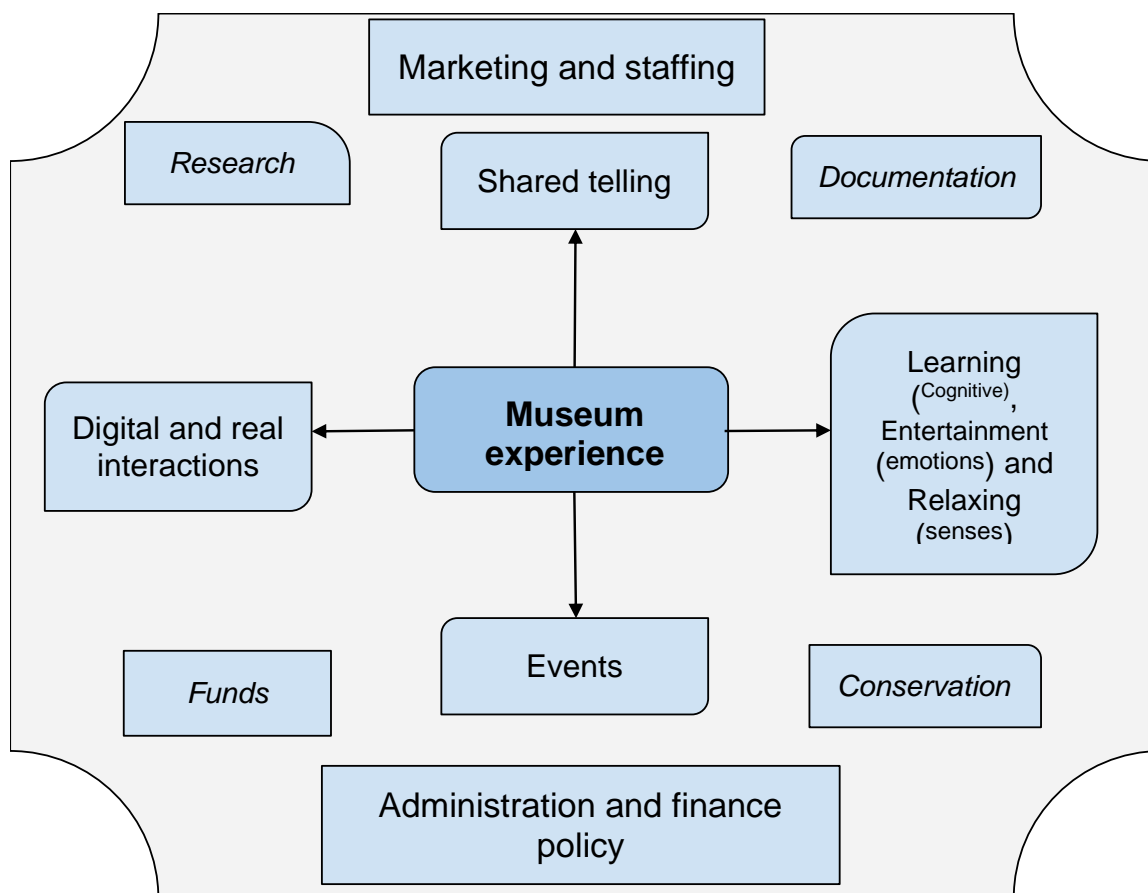 Marketing and staffing
Research
Shared telling
Documentation
Digital and real
interactions
Museum
experience
Learning
(Cognitive),
Entertainment
(emotions) and
Relaxing
(senses)
Funds
Events
Conservation
Administration and finance
policy